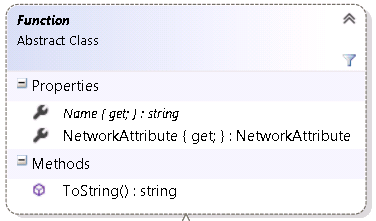 Function
Abstract Class
Properties
Name { get; } : string
NetworkAttribute { get; } : NetworkAttribute
Methods
ToString() : string